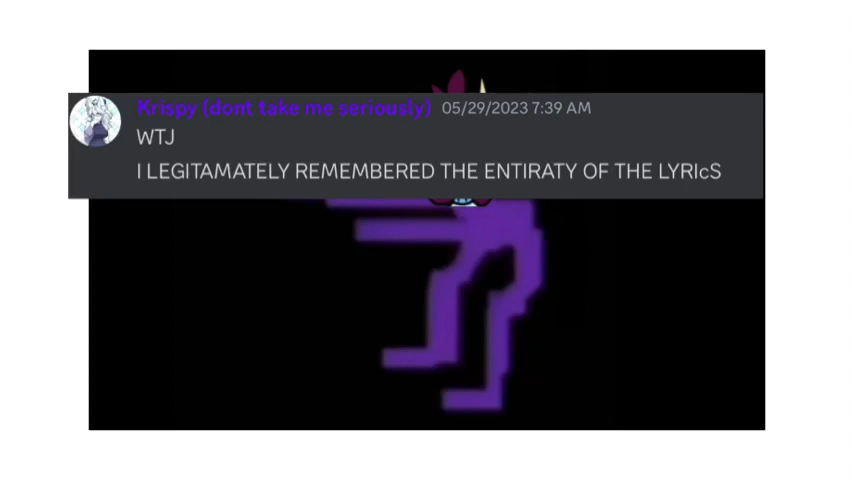 Krispy (dont take me seriously) 05/29/2023 7:39 AM
WTJ
I LEGITAMATELY REMEMBERED THE ENTIRATY OF THE LYRIcS